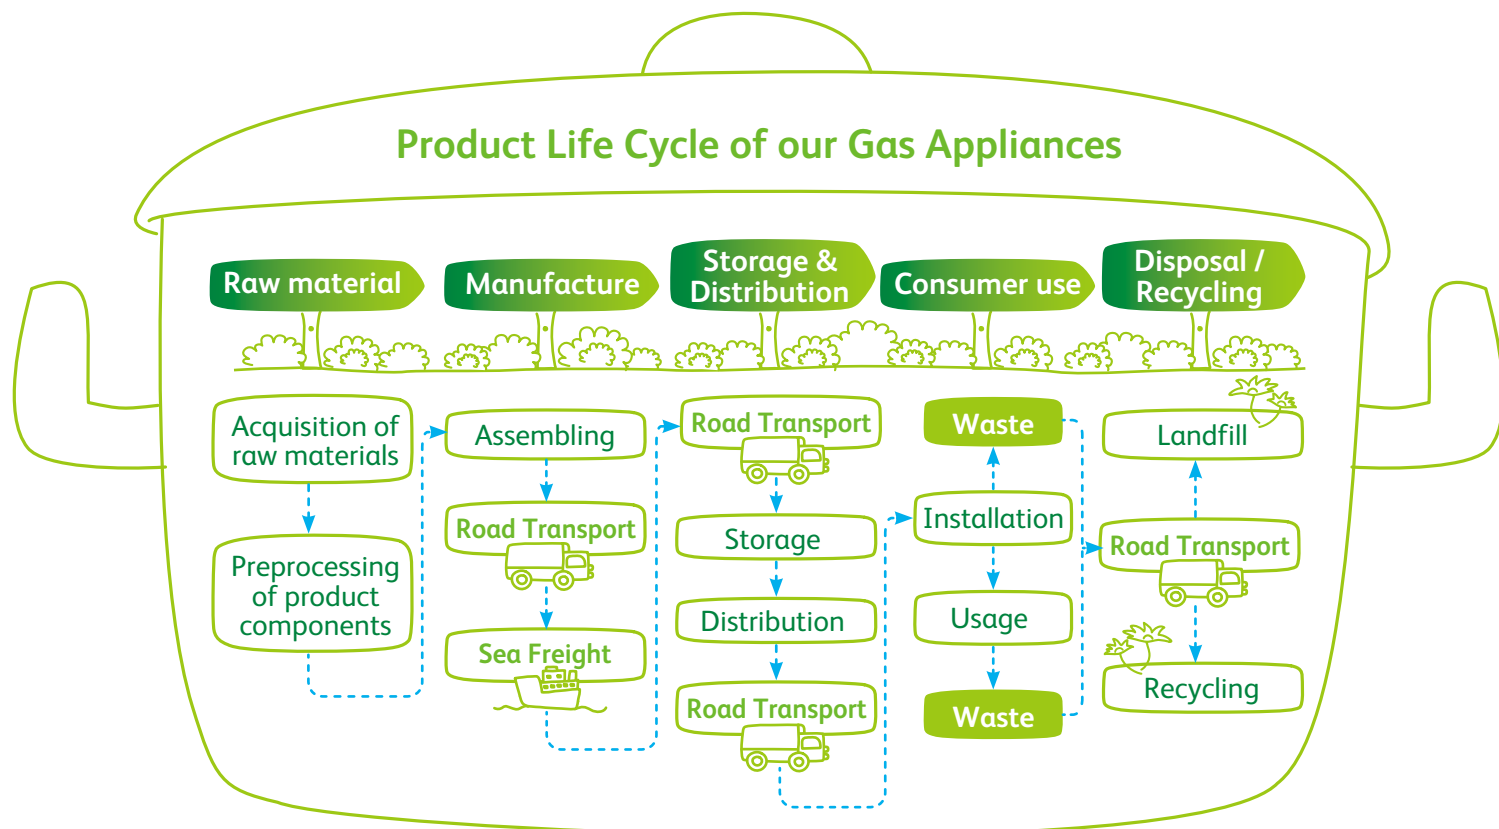 Product Life Cycle of our Gas Appliances
Raw material
Manufacture
Storage &
Distribution
Consumer use
Disposal /
Recycling
Acquisition of
raw materials
Preprocessing
of product
components
Assembling
Road Transport
Sea Freight
Road Transport
Storage
Distribution
Road Transport
Waste
Installation
Usage
Waste
Landfill
Road Transport
Recycling